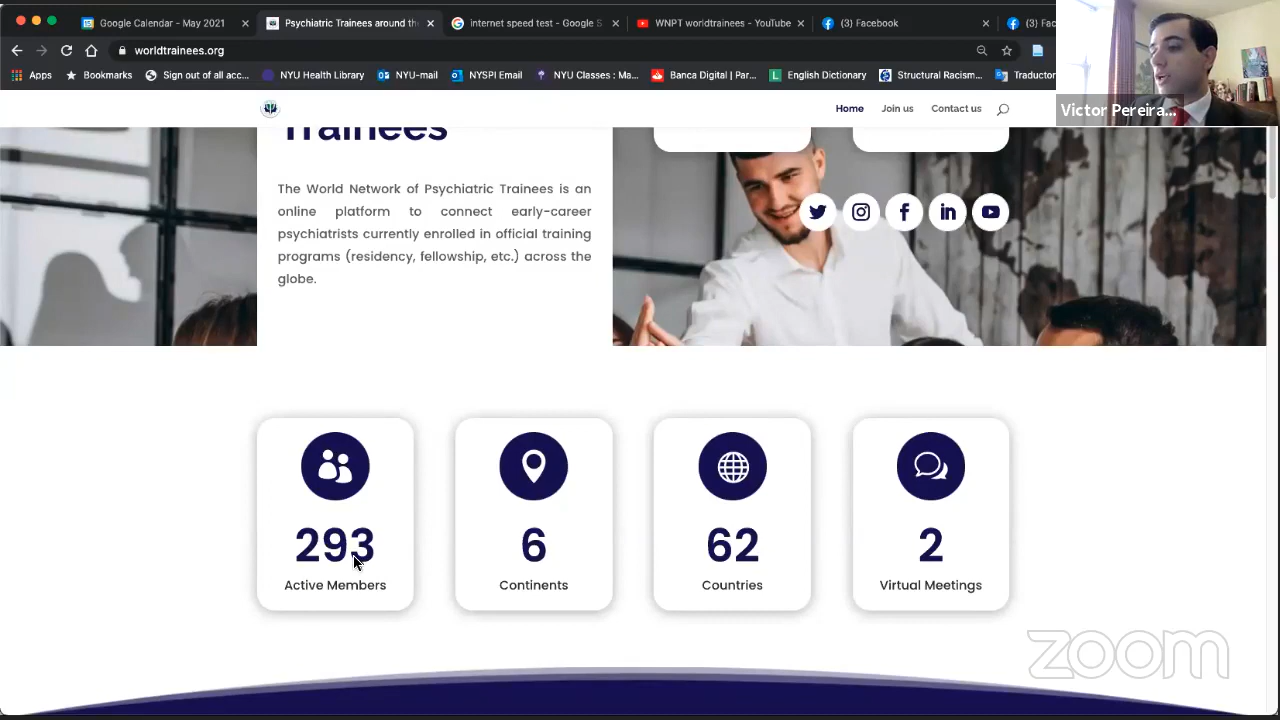 Google Calendar - May 2021
Psychiatric Trainees around th
internet speed test - Google S
WNPT worldtrainees - YouTube
(3) Facebook
(3) Fac
worldtrainees.org
Apps
Bookmarks
Sign out of all acc...
NYU Health Library
NYU-mail
NYSPI Email
NYU Classes : Ma...
Banca Digital | Par...
English Dictionary
Structural Racism...
Traductor
Victor Pereira...
Home
Join us
Contact us
Trainees
The World Network of Psychiatric Trainees is an
online platform to connect early-career
psychiatrists currently enrolled in official training
programs (residency, fellowship, etc.) across the
globe.
293
Active Members
6
Continents
62
Countries
2
Virtual Meetings
zoom